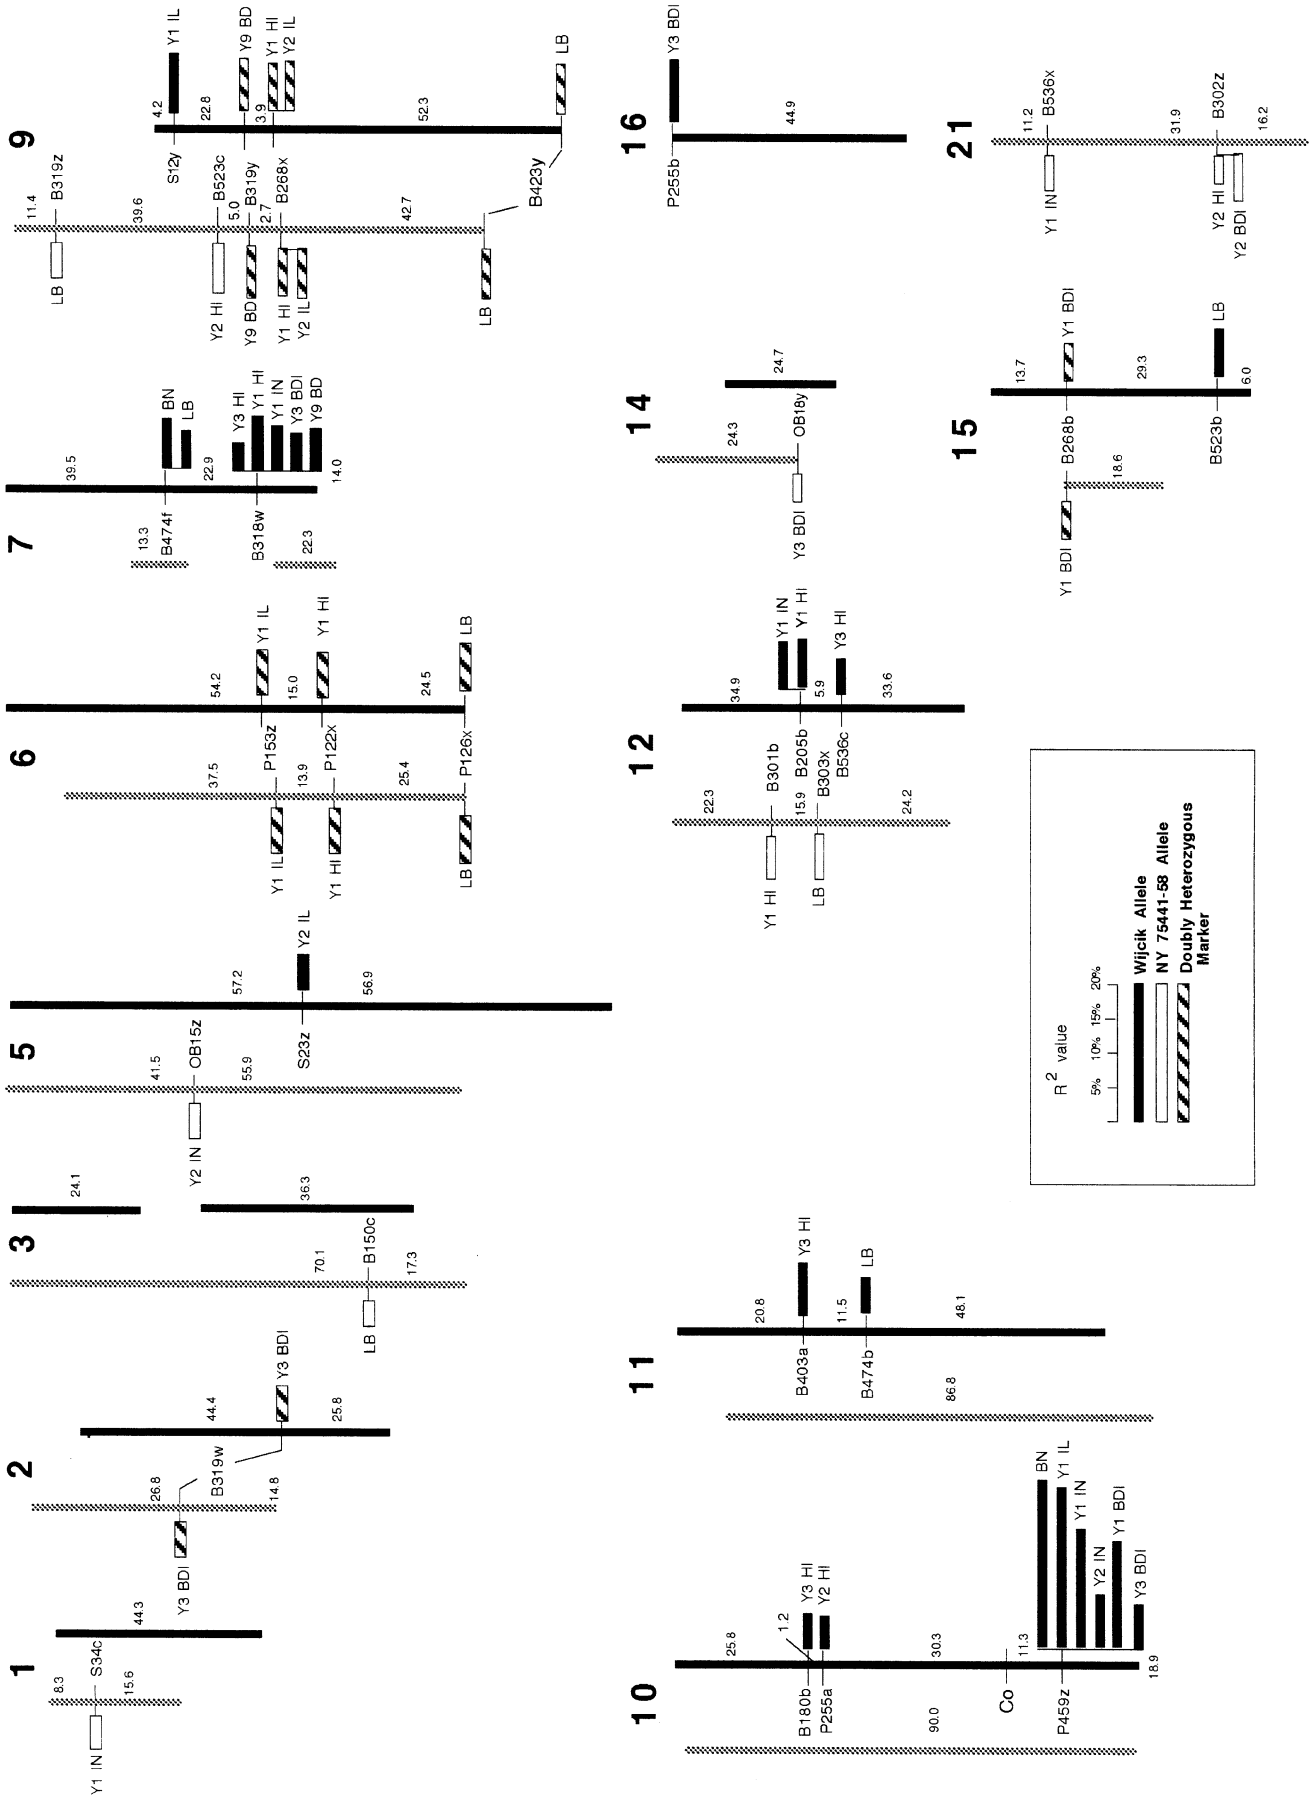 1
8.3
S34c
15.6
Y1 IN
44.3
2
26.8
B319w
14.8
Y3 BDI
44.4
Y3 BDI
25.8
3
24.1
36.3
70.1
B150c
17.3
LB
5
41.5
OB15z
55.9
Y2 IN
57.2
S23z
Y2 IL
56.9
6
37.5
P153z
Y1 IL
13.9
P122x
Y1 HI
25.4
P126x
LB
54.2
Y1 IL
15.0
Y1 HI
24.5
LB
7
13.3
22.3
39.5
B474f
BN
LB
22.9
B318w
Y3 HI
Y1 HI
Y1 IN
Y3 BDI
Y9 BD
14.0
9
11.4
B319z
LB
39.6
B523c
Y2 HI
5.0
B319y
Y9 BD
2.7
B268x
Y1 HI
Y2 IL
42.7
B423y
LB
4.2
S12y
Y1 IL
22.8
Y9 BD
3.9
Y1 HI
Y2 IL
52.3
LB
10
90.0
25.8
B180b
Y3 HI
1.2
P255a
Y2 HI
30.3
Co
11.3
P459z
BN
Y1 IL
Y1 IN
Y2 IN
Y1 BDI
Y3 BDI
18.9
11
86.8
20.8
B403a
Y3 HI
11.5
B474b
LB
48.1
12
22.3
B301b
Y1 HI
15.9
B303x
LB
24.2
34.9
B205b
Y1 IN
Y1 HI
5.9
B536c
Y3 HI
33.6
14
24.3
OB18y
Y3 BDI
24.7
15
B268b
Y1 BDI
18.6
13.7
Y1 BDI
29.3
B523b
LB
6.0
16
P255b
Y3 BDI
44.9
21
11.2
B536x
Y1 IN
31.9
B302z
Y2 HI
Y2 BDI
16.2
R 2 value
5% 10% 15% 20%
Wijcik Allele
NY 75441-58 Allele
Doubly Heterozygous
Marker